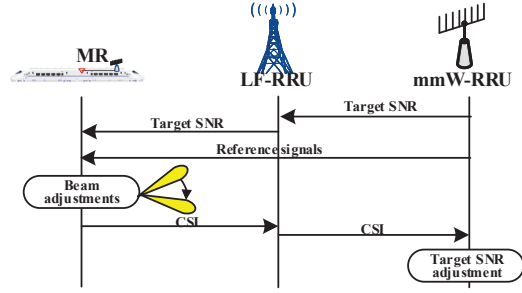 MR
LF-RRU
mmW-RRU
Target SNR
Target SNR
Reference signals
Beam
adjustments
CSI
CSI
Target SNR
adjustment